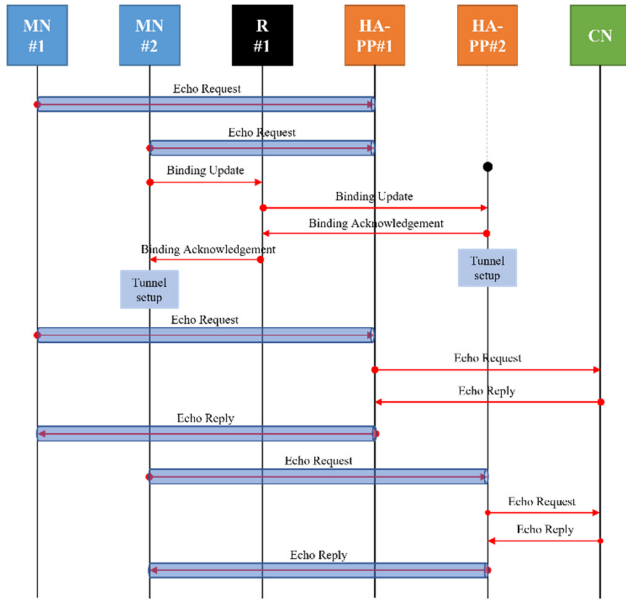 MN
#1
MN
#2
R
#1
HA-
PP#1
HA-
PP#2
CN
Echo Request
Echo Request
Binding Update
Binding Update
Binding Acknowledgement
Binding Acknowledgement
Tunnel
setup
Tunnel
setup
Echo Request
Echo Request
Echo Reply
Echo Reply
Echo Request
Echo Request
Echo Reply
Echo Reply